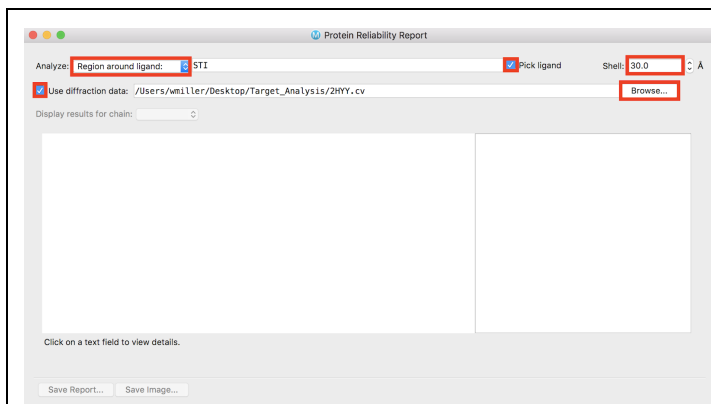 Protein Reliability Report
Analyze: Region around ligand: STI Pick ligand Shell: 30.0 Å
Use diffraction data: /Users/wmiller/Desktop/Target_Analysis/2HYY.cv Browse...
Display results for chain:
Click on a text field to view details.
Save Report... Save Image...